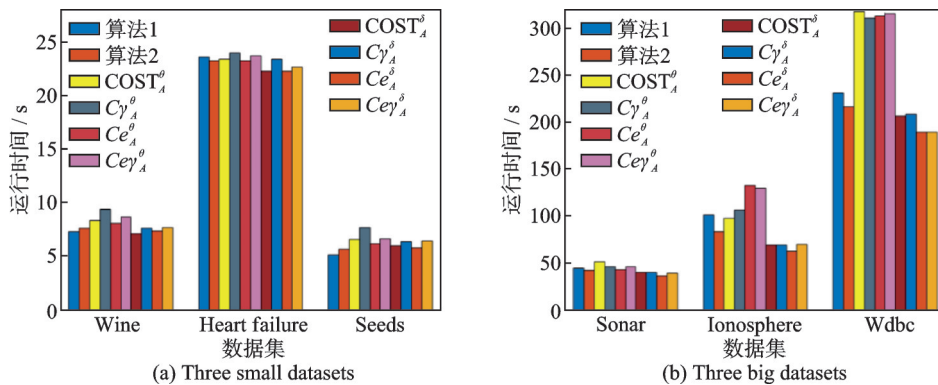 算法1
算法2
COST_A^θ
Cγ_A^θ
Ce_A^θ
Ceγ_A^θ
COST_A^δ
Cγ_A^δ
Ce_A^δ
Ceγ_A^δ
25
20
15
10
5
0
运行时间 / s
Wine Heart failure Seeds
数据集
(a) Three small datasets
算法1
算法2
COST_A^θ
Cγ_A^θ
Ce_A^θ
Ceγ_A^θ
COST_A^δ
Cγ_A^δ
Ce_A^δ
Ceγ_A^δ
300
250
200
150
100
50
0
运行时间 / s
Sonar Ionosphere Wdbc
数据集
(b) Three big datasets